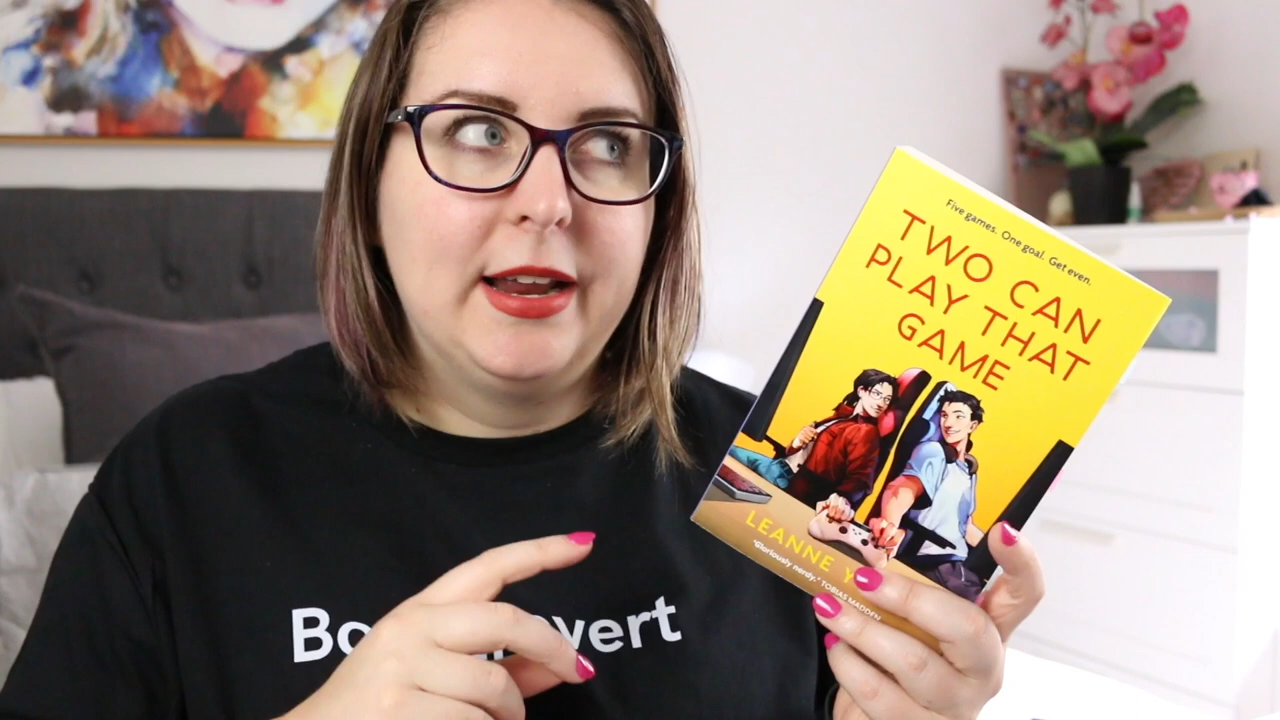 Five games. One goal. Get even.
TWO CAN
PLAY THAT
GAME
LEANNE Y
"Gloriously nerdy." TOBIAS MADDEN